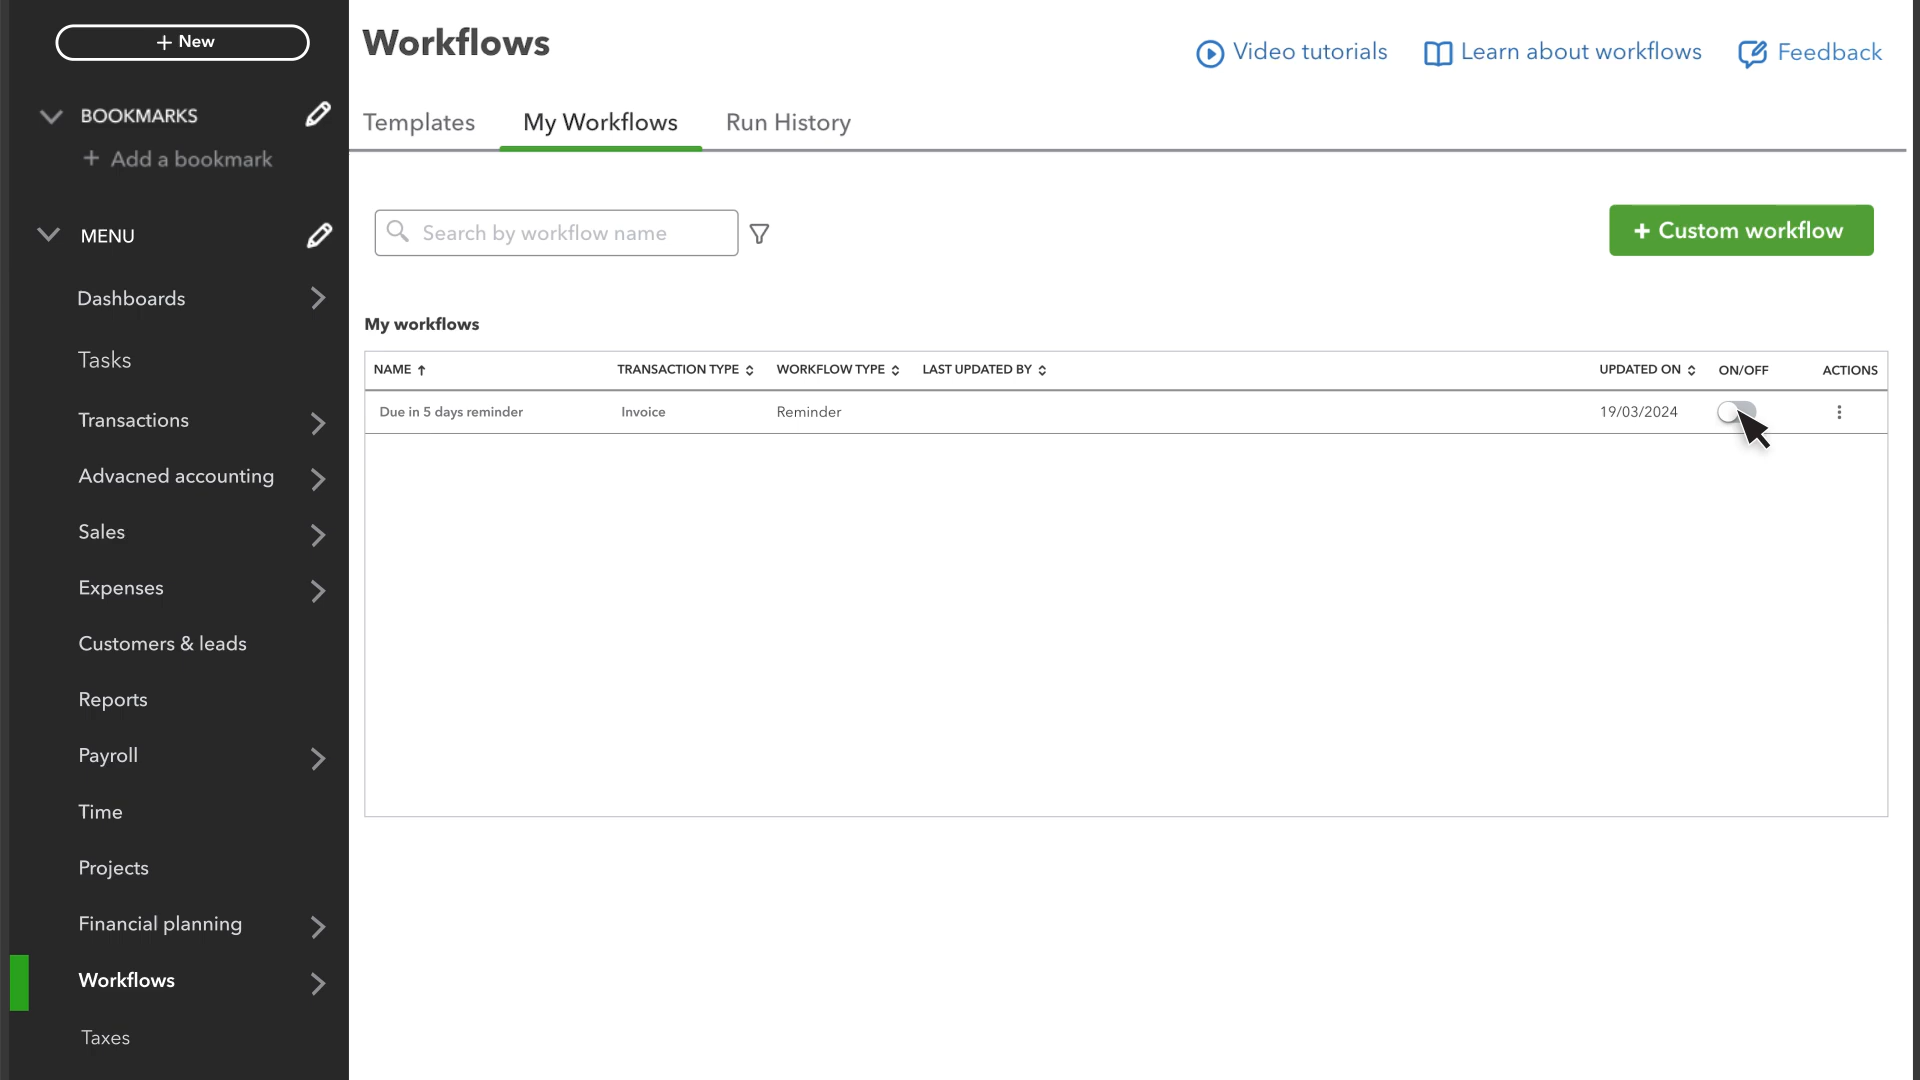 + New
BOOKMARKS
+ Add a bookmark
MENU
Dashboards
Tasks
Transactions
Advacned accounting
Sales
Expenses
Customers & leads
Reports
Payroll
Time
Projects
Financial planning
Workflows
Taxes
Workflows
Video tutorials
Learn about workflows
Feedback
Templates
My Workflows
Run History
Search by workflow name
+ Custom workflow
My workflows
NAME TRANSACTION TYPE WORKFLOW TYPE LAST UPDATED BY UPDATED ON ON/OFF ACTIONS
Due in 5 days reminder Invoice Reminder 19/03/2024